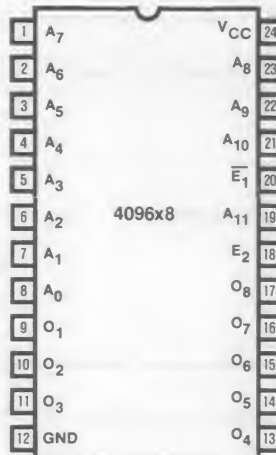 1 A7 VCC 24
2 A6 A8 23
3 A5 A9 22
4 A4 A10 21
5 A3 E̅1 20
6 A2 4096x8 A11 19
7 A1 E2 18
8 A0 O8 17
9 O1 O7 16
10 O2 O6 15
11 O3 O5 14
12 GND O4 13